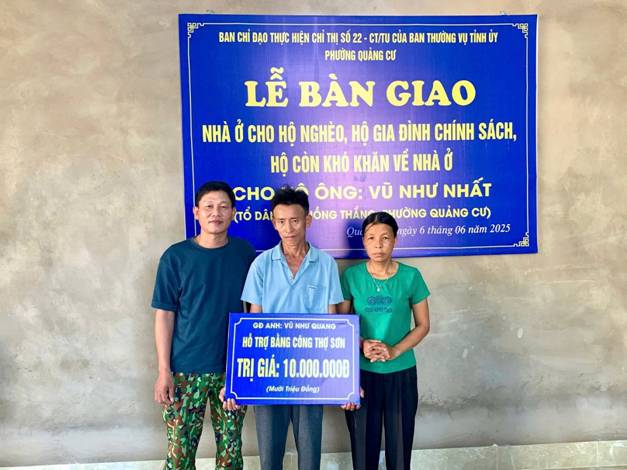 BAN CHỈ ĐẠO THỰC HIỆN CHỈ THỊ SỐ 22 - CT/TU CỦA BAN THƯỜNG VỤ TỈNH ỦY
PHƯỜNG QUẢNG CƯ
LỄ BÀN GIAO
NHÀ Ở CHO HỘ NGHÈO, HỘ GIA ĐÌNH CHÍNH SÁCH,
HỘ CÒN KHÓ KHĂN VỀ NHÀ Ở
CHO ÔNG: VŨ NHƯ NHẤT
(TỔ DÂN THẮNG PHƯỜNG QUẢNG CƯ)
ngày 6 tháng 06 năm 2025
GĐ ANH: VŨ NHƯ QUANG
HỖ TRỢ BẰNG CÔNG THỢ SƠN
TRỊ GIÁ: 10.000.000Đ
(Mười Triệu Đồng)